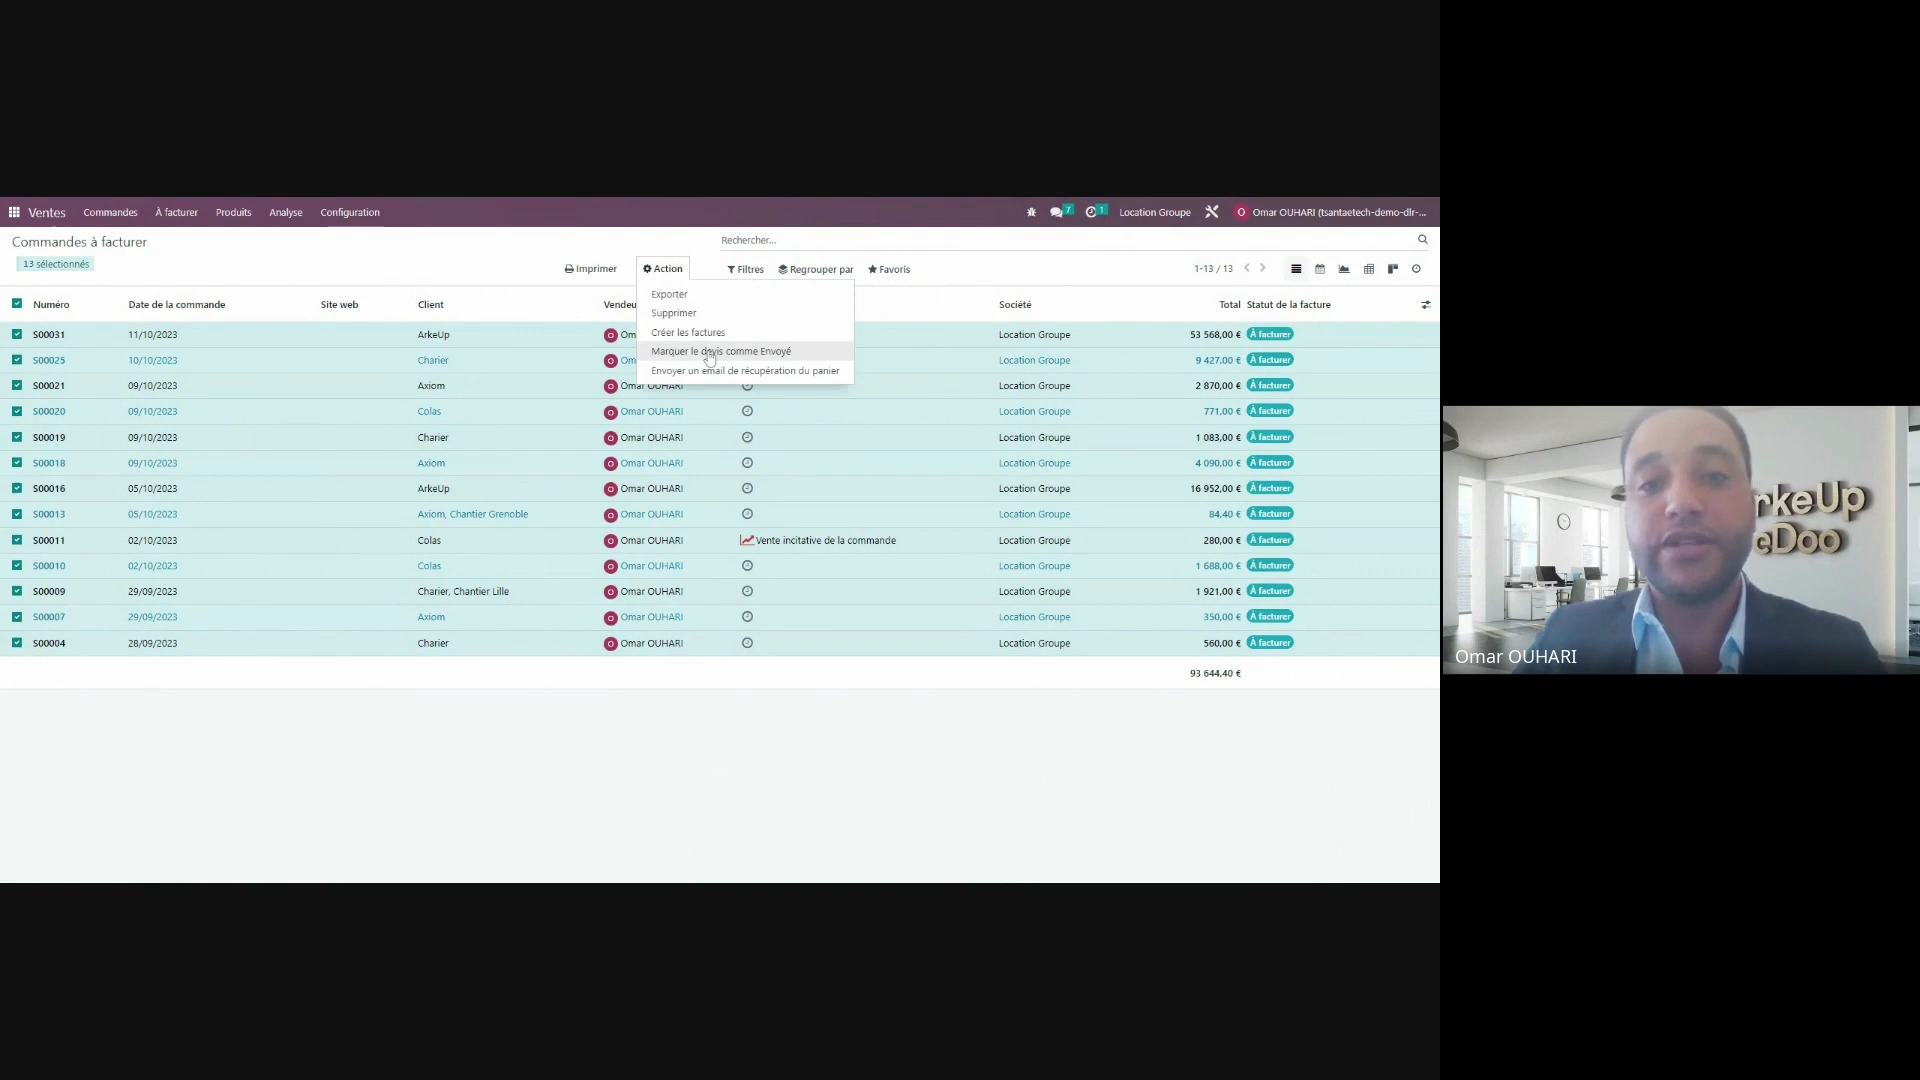 Ventes Commandes À facturer Produits Analyse Configuration 7 1 Location Groupe O Omar OUHARI (tsantaetech-demo-dlr-...
Commandes à facturer Rechercher...
13 sélectionnés Imprimer Action Filtres Regrouper par Favoris 1-13 / 13
Numéro Date de la commande Site web Client Vendeu Société Total Statut de la facture
Exporter
Supprimer
Créer les factures
Marquer le devis comme Envoyé
Envoyer un email de récupération du panier
S00031 11/10/2023 ArkeUp O Om Location Groupe 53 568,00 € À facturer
S00025 10/10/2023 Charier O Om Location Groupe 9 427,00 € À facturer
S00021 09/10/2023 Axiom O Omar OUHARI Location Groupe 2 870,00 € À facturer
S00020 09/10/2023 Colas O Omar OUHARI Location Groupe 771,00 € À facturer
S00019 09/10/2023 Charier O Omar OUHARI Location Groupe 1 083,00 € À facturer
S00018 09/10/2023 Axiom O Omar OUHARI Location Groupe 4 090,00 € À facturer
S00016 05/10/2023 ArkeUp O Omar OUHARI Location Groupe 16 952,00 € À facturer
S00013 05/10/2023 Axiom, Chantier Grenoble O Omar OUHARI Location Groupe 84,40 € À facturer
S00011 02/10/2023 Colas O Omar OUHARI Vente incitative de la commande Location Groupe 280,00 € À facturer
S00010 02/10/2023 Colas O Omar OUHARI Location Groupe 1 688,00 € À facturer
S00009 29/09/2023 Charier, Chantier Lille O Omar OUHARI Location Groupe 1 921,00 € À facturer
S00007 29/09/2023 Axiom O Omar OUHARI Location Groupe 350,00 € À facturer
S00004 28/09/2023 Charier O Omar OUHARI Location Groupe 560,00 € À facturer
93 644,40 €
rkeUp
eDoo
Omar OUHARI